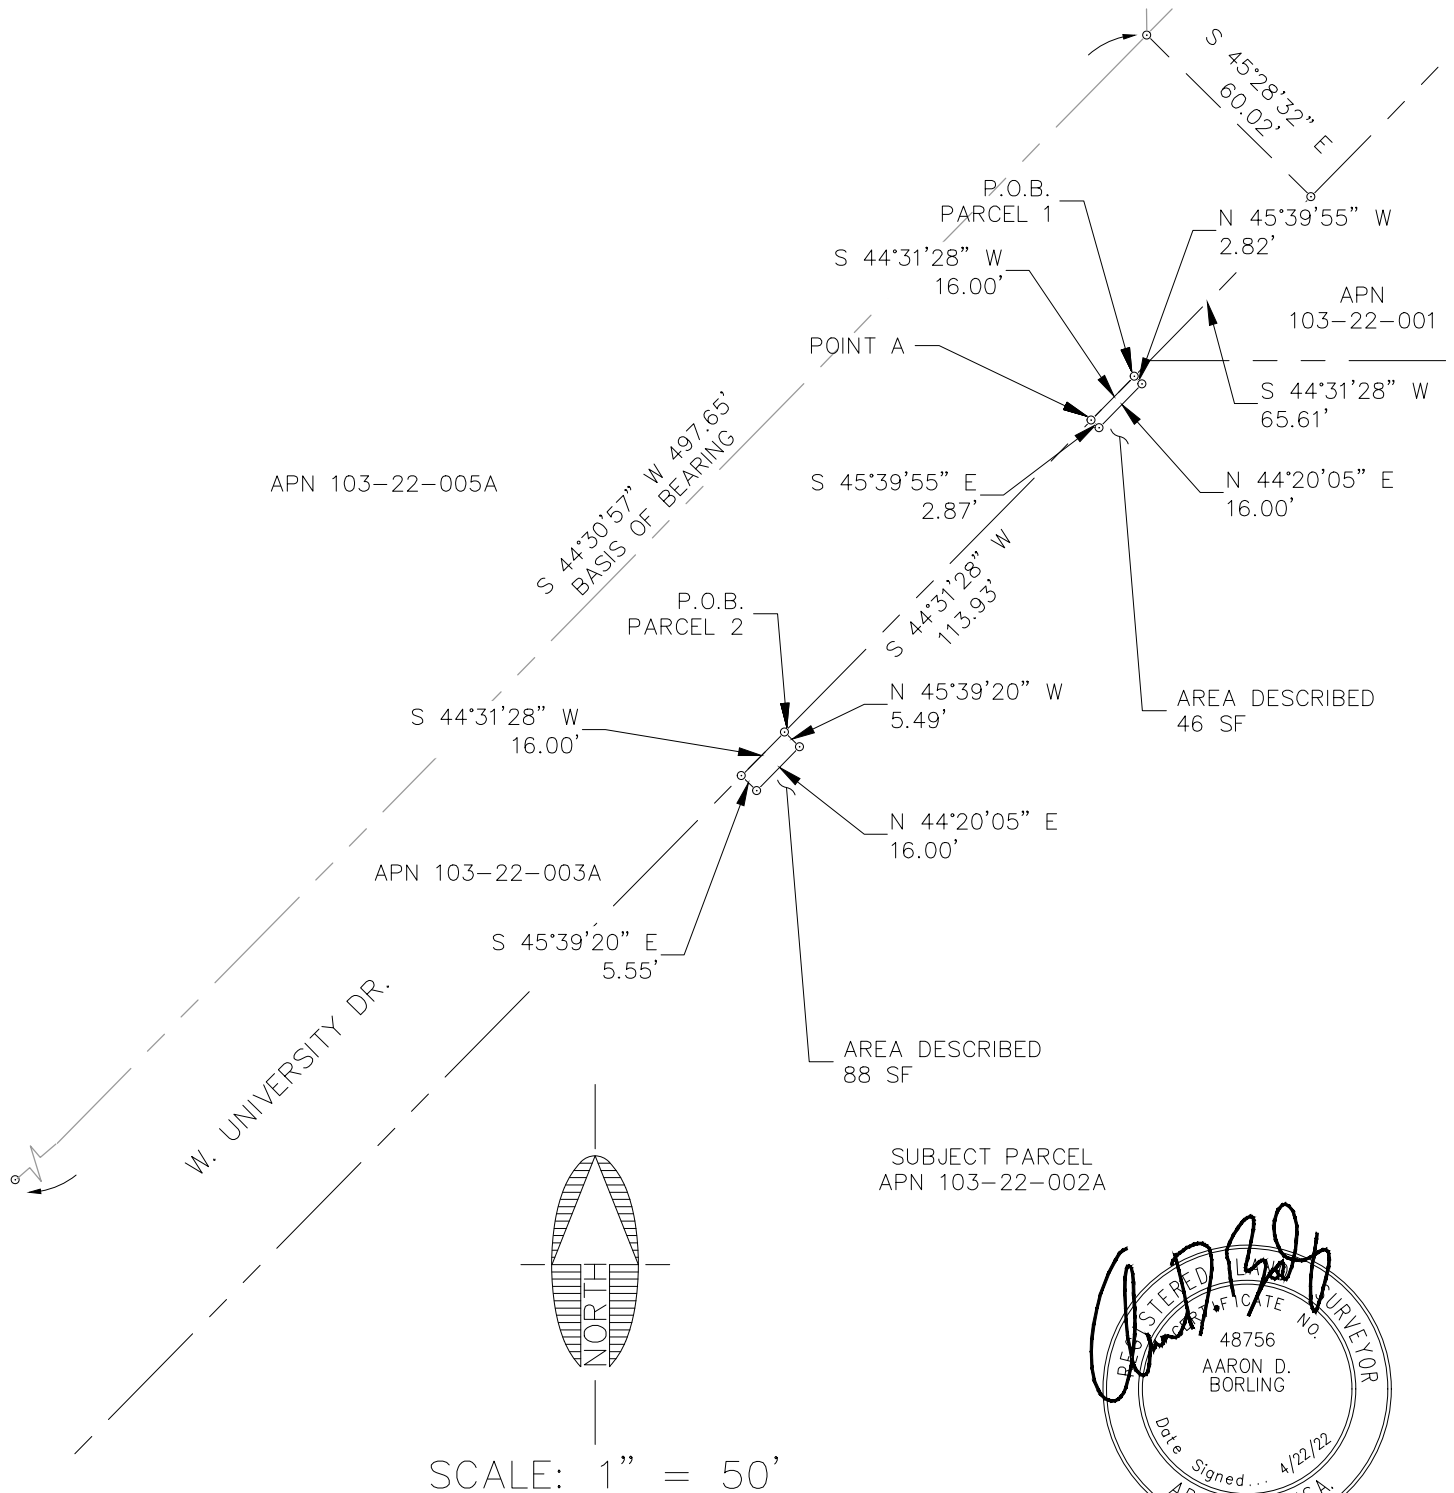 S 45°28'32” E
60.02'
P.O.B.
PARCEL 1
N 45°39'55” W
2.82'
S 44°31'28” W
16.00'
APN
103-22-001
POINT A
S 44°31'28” W
65.61'
S 44°30'57” W 497.65'
BASIS OF BEARING
APN 103-22-005A
S 45°39'55” E
2.87'
N 44°20'05” E
16.00'
S 44°31'28” W
113.93'
P.O.B.
PARCEL 2
N 45°39'20” W
5.49'
AREA DESCRIBED
46 SF
S 44°31'28” W
16.00'
N 44°20'05” E
16.00'
APN 103-22-003A
S 45°39'20” E
5.55'
W. UNIVERSITY DR.
AREA DESCRIBED
88 SF
SUBJECT PARCEL
APN 103-22-002A
NORTH
REGISTERED LAND SURVEYOR
CERTIFICATE NO.
48756
AARON D.
BORLING
Date Signed... 4/22/22
SCALE: 1” = 50'